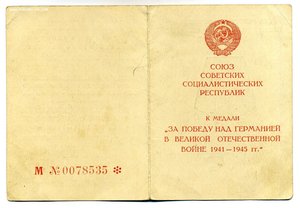 М №0078535 *
СОЮЗ
СОВЕТСКИХ
СОЦИАЛИСТИЧЕСКИХ
РЕСПУБЛИК
К МЕДАЛИ
„ЗА ПОБЕДУ НАД ГЕРМАНИЕЙ
В ВЕЛИКОЙ ОТЕЧЕСТВЕННОЙ
ВОЙНЕ 1941—1945 гг."